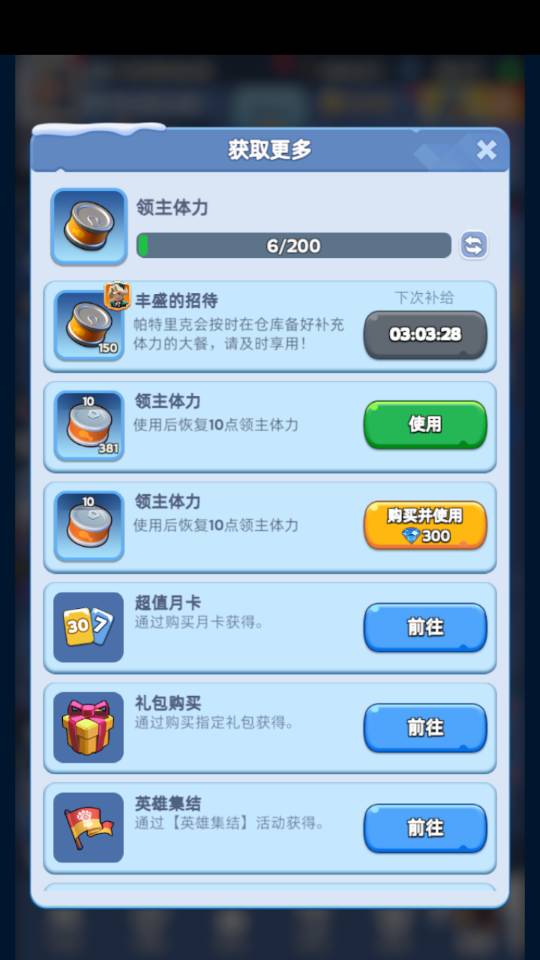 获取更多
领主体力
6/200
丰盛的招待
帕特里克会按时在仓库备好补充
体力的大餐，请及时享用！
150
下次补给
03:03:28
10
381
领主体力
使用后恢复10点领主体力
使用
10
领主体力
使用后恢复10点领主体力
购买并使用
300
30 7
超值月卡
通过购买月卡获得。
前往
礼包购买
通过购买指定礼包获得。
前往
英雄集结
通过【英雄集结】活动获得。
前往